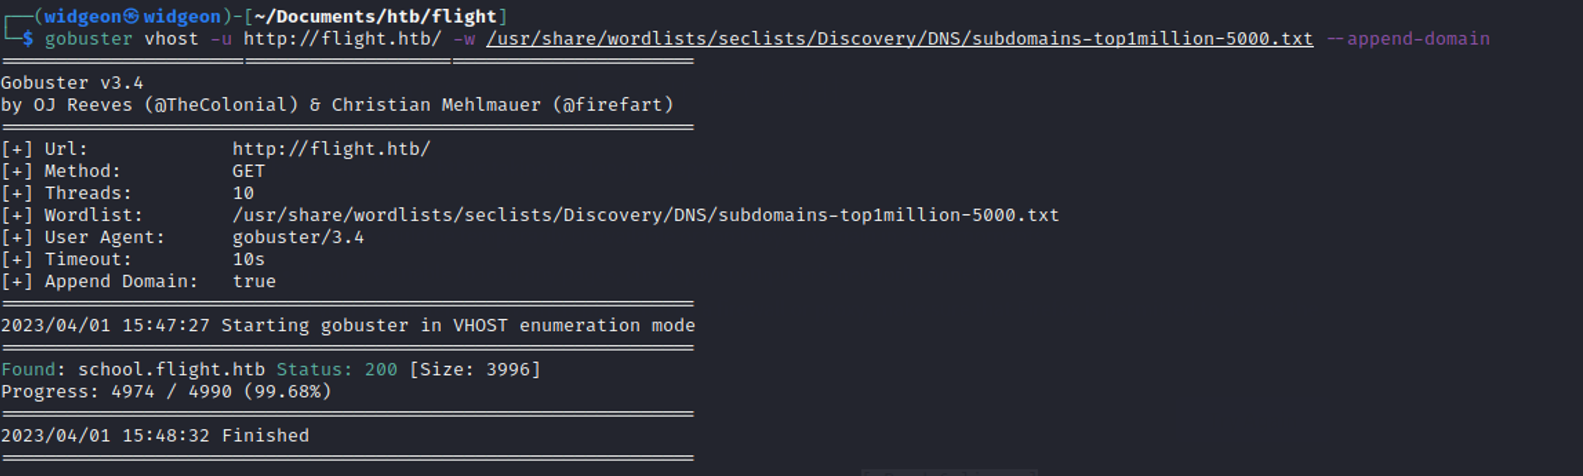 ┌──(widgeon㉿widgeon)-[~/Documents/htb/flight]
└─$ gobuster vhost -u http://flight.htb/ -w /usr/share/wordlists/seclists/Discovery/DNS/subdomains-top1million-5000.txt --append-domain
===============================================================
Gobuster v3.4
by OJ Reeves (@TheColonial) & Christian Mehlmauer (@firefart)
===============================================================
[+] Url: http://flight.htb/
[+] Method: GET
[+] Threads: 10
[+] Wordlist: /usr/share/wordlists/seclists/Discovery/DNS/subdomains-top1million-5000.txt
[+] User Agent: gobuster/3.4
[+] Timeout: 10s
[+] Append Domain: true
===============================================================
2023/04/01 15:47:27 Starting gobuster in VHOST enumeration mode
===============================================================
Found: school.flight.htb Status: 200 [Size: 3996]
Progress: 4974 / 4990 (99.68%)
===============================================================
2023/04/01 15:48:32 Finished
===============================================================